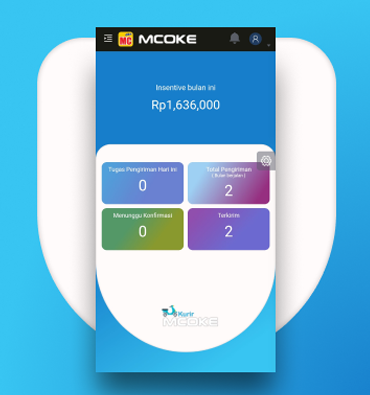 MC MCOKE
Insentive bulan ini
Rp1,636,000
Tugas Pengiriman Hari ini
0
Total Pengiriman
( Bulan berjalan )
2
Menunggu Konfirmasi
0
Terkirim
2
Kurir
MCOKE